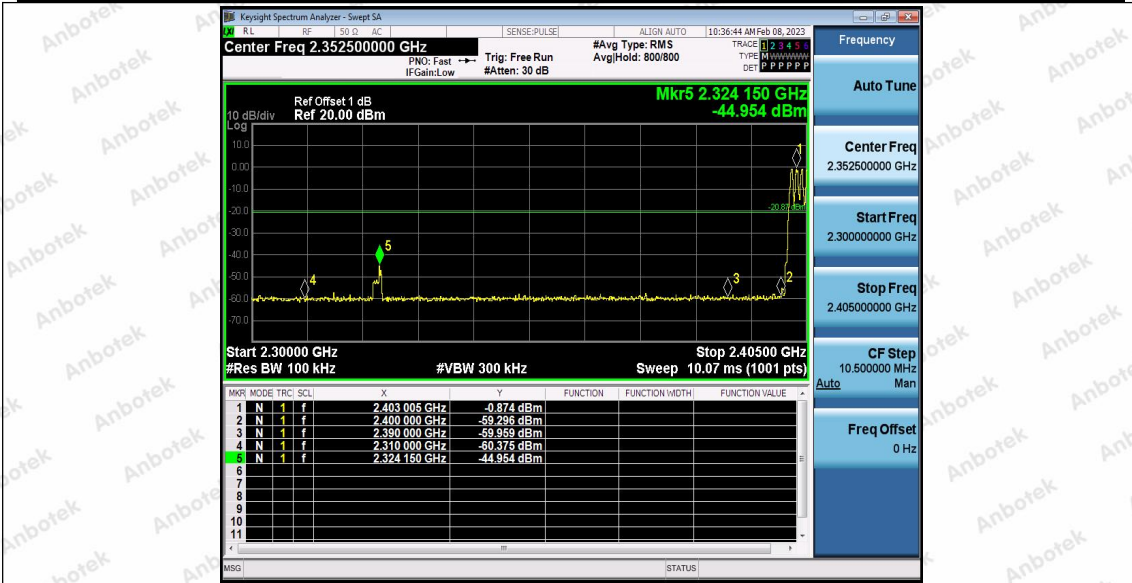 Keysight Spectrum Analyzer - Swept SA
RL RF 50 Ω AC SENSE:PULSE ALIGN AUTO 10:36:44 AM Feb 08, 2023
Center Freq 2.352500000 GHz
PNO: Fast
IFGain:Low
Trig: Free Run
#Atten: 30 dB
#Avg Type: RMS
Avg|Hold: 800/800
TRACE 1 2 3 4 5 6
TYPE M W W W W W
DET P P P P P P
Mkr5 2.324 150 GHz
-44.954 dBm
Ref Offset 1 dB
10 dB/div Ref 20.00 dBm
Log
10.0
0.00
-10.0
-20.0
-30.0
-40.0
-50.0
-60.0
-70.0
-20.87 dBm
1
2
3
4
5
Start 2.30000 GHz Stop 2.40500 GHz
#Res BW 100 kHz #VBW 300 kHz Sweep 10.07 ms (1001 pts)
MKR MODE TRC SCL X Y FUNCTION FUNCTION WIDTH FUNCTION VALUE
1 N 1 f 2.403 005 GHz -0.874 dBm
2 N 1 f 2.400 000 GHz -59.296 dBm
3 N 1 f 2.390 000 GHz -59.959 dBm
4 N 1 f 2.310 000 GHz -60.375 dBm
5 N 1 f 2.324 150 GHz -44.954 dBm
6
7
8
9
10
11
MSG STATUS
Frequency
Auto Tune
Center Freq
2.352500000 GHz
Start Freq
2.300000000 GHz
Stop Freq
2.405000000 GHz
CF Step
10.500000 MHz
Auto Man
Freq Offset
0 Hz
Anbotek